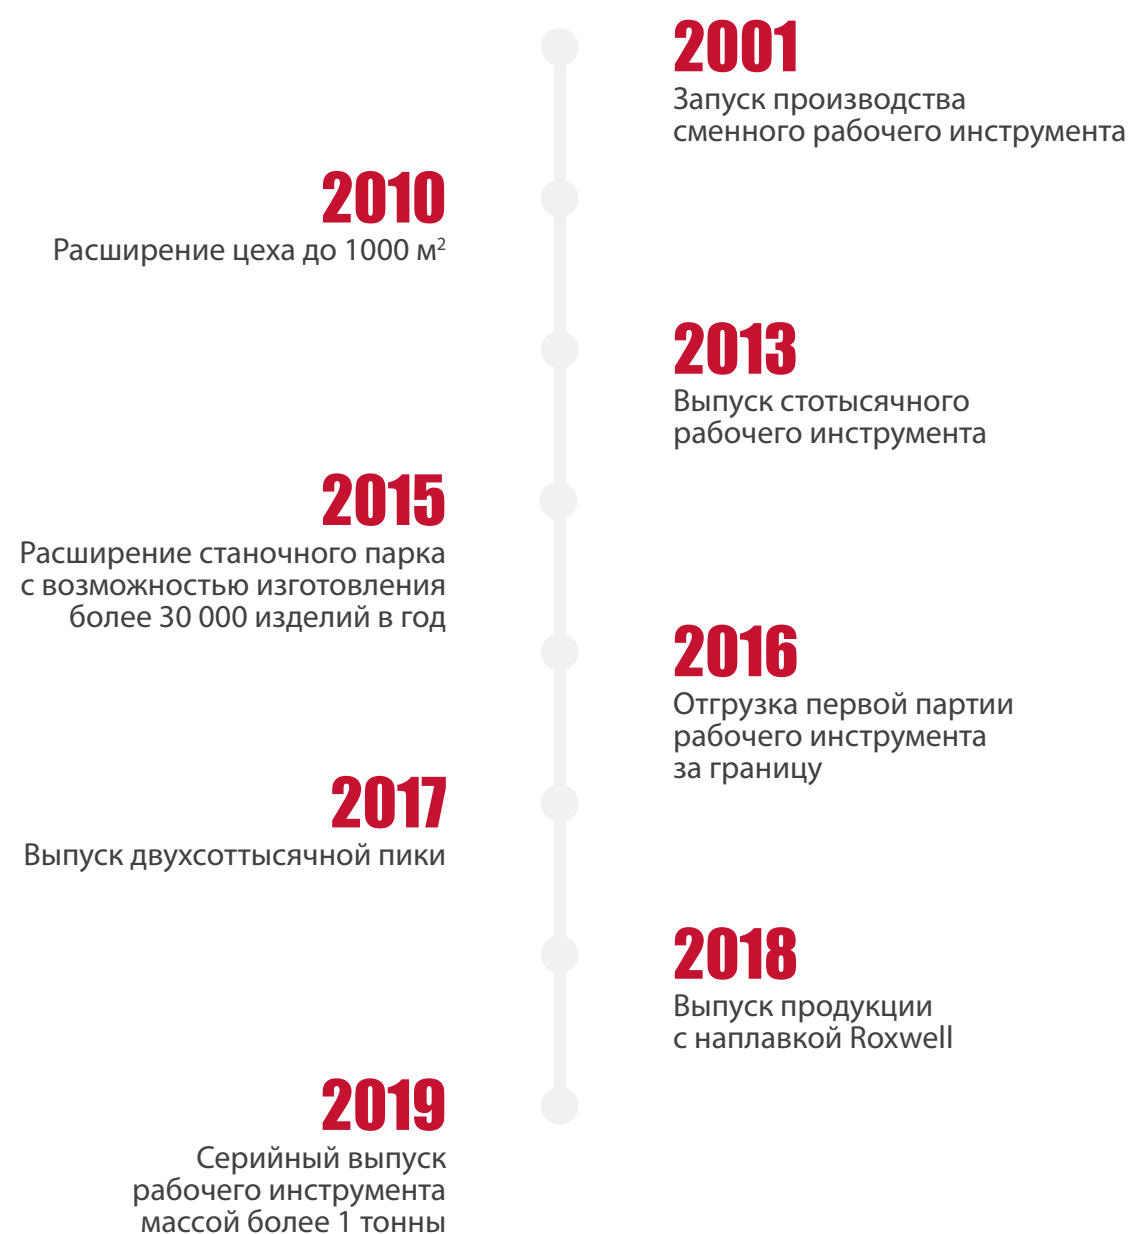 2001
Запуск производства
сменного рабочего инструмента
2010
Расширение цеха до 1000 м²
2013
Выпуск стотысячного
рабочего инструмента
2015
Расширение станочного парка
с возможностью изготовления
более 30 000 изделий в год
2016
Отгрузка первой партии
рабочего инструмента
за границу
2017
Выпуск двухсоттысячной пики
2018
Выпуск продукции
с наплавкой Roxwell
2019
Серийный выпуск
рабочего инструмента
массой более 1 тонны